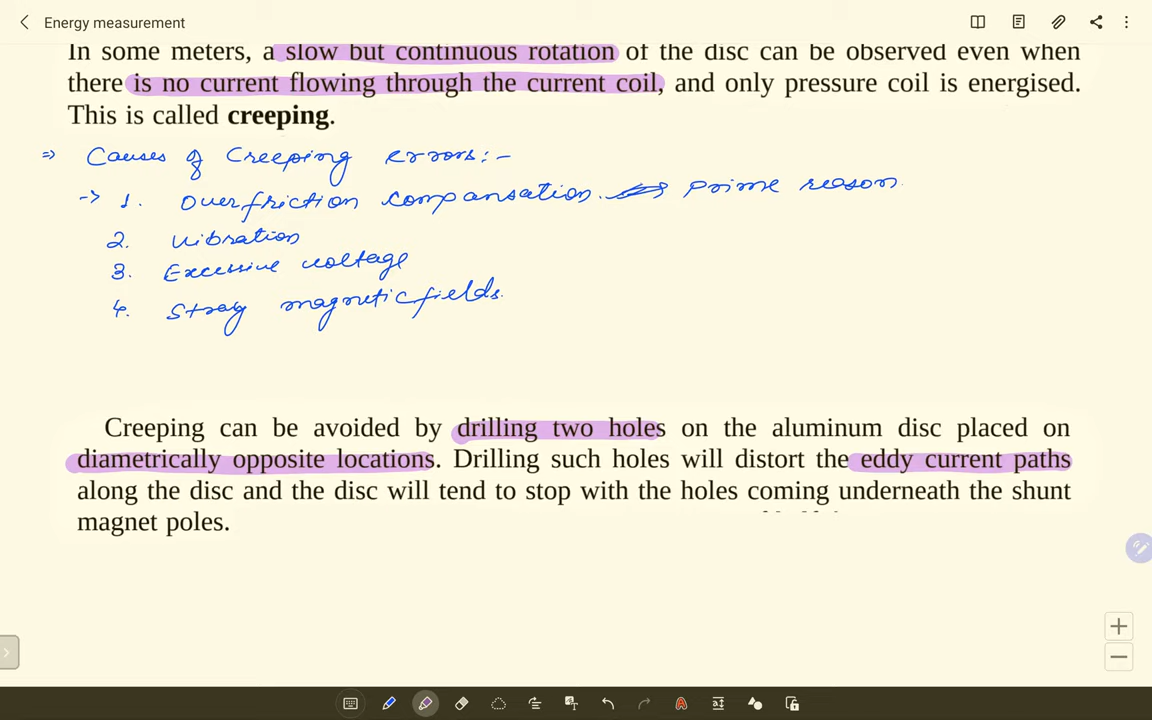 Energy measurement
In some meters, a slow but continuous rotation of the disc can be observed even when
there is no current flowing through the current coil, and only pressure coil is energised.
This is called creeping.
=> Causes of Creeping errors:-
-> 1. Overfriction compansation. Prime reason.
2. vibration
3. Excessive voltage
4. Stray magnetic fields.
Creeping can be avoided by drilling two holes on the aluminum disc placed on
diametrically opposite locations. Drilling such holes will distort the eddy current paths
along the disc and the disc will tend to stop with the holes coming underneath the shunt
magnet poles.